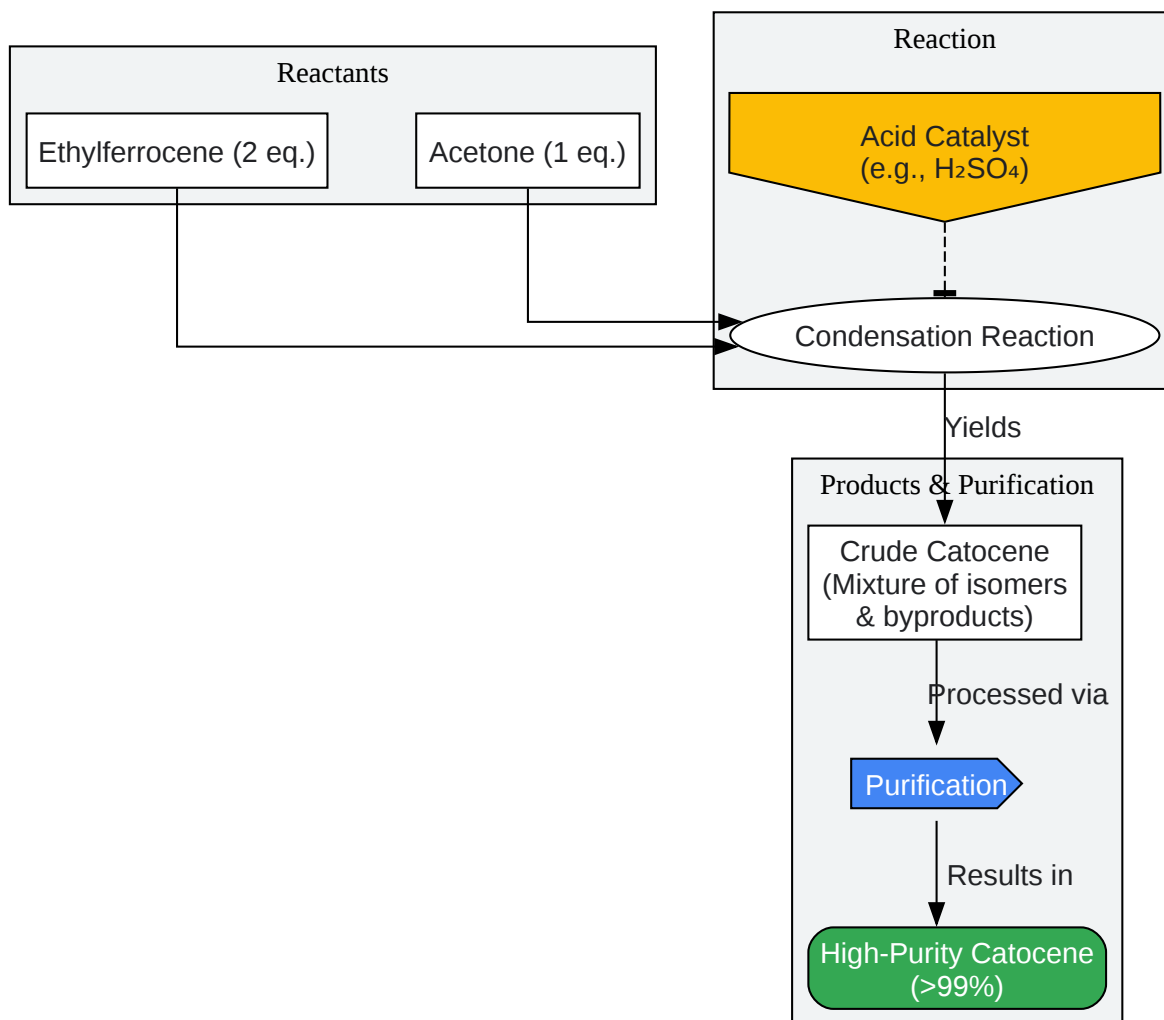 Reactants
Ethylferrocene (2 eq.)
Acetone (1 eq.)
Reaction
Acid Catalyst
(e.g., H₂SO₄)
Condensation Reaction
Yields
Products & Purification
Crude Catocene
(Mixture of isomers
& byproducts)
Processed via
Purification
Results in
High-Purity Catocene
(>99%)